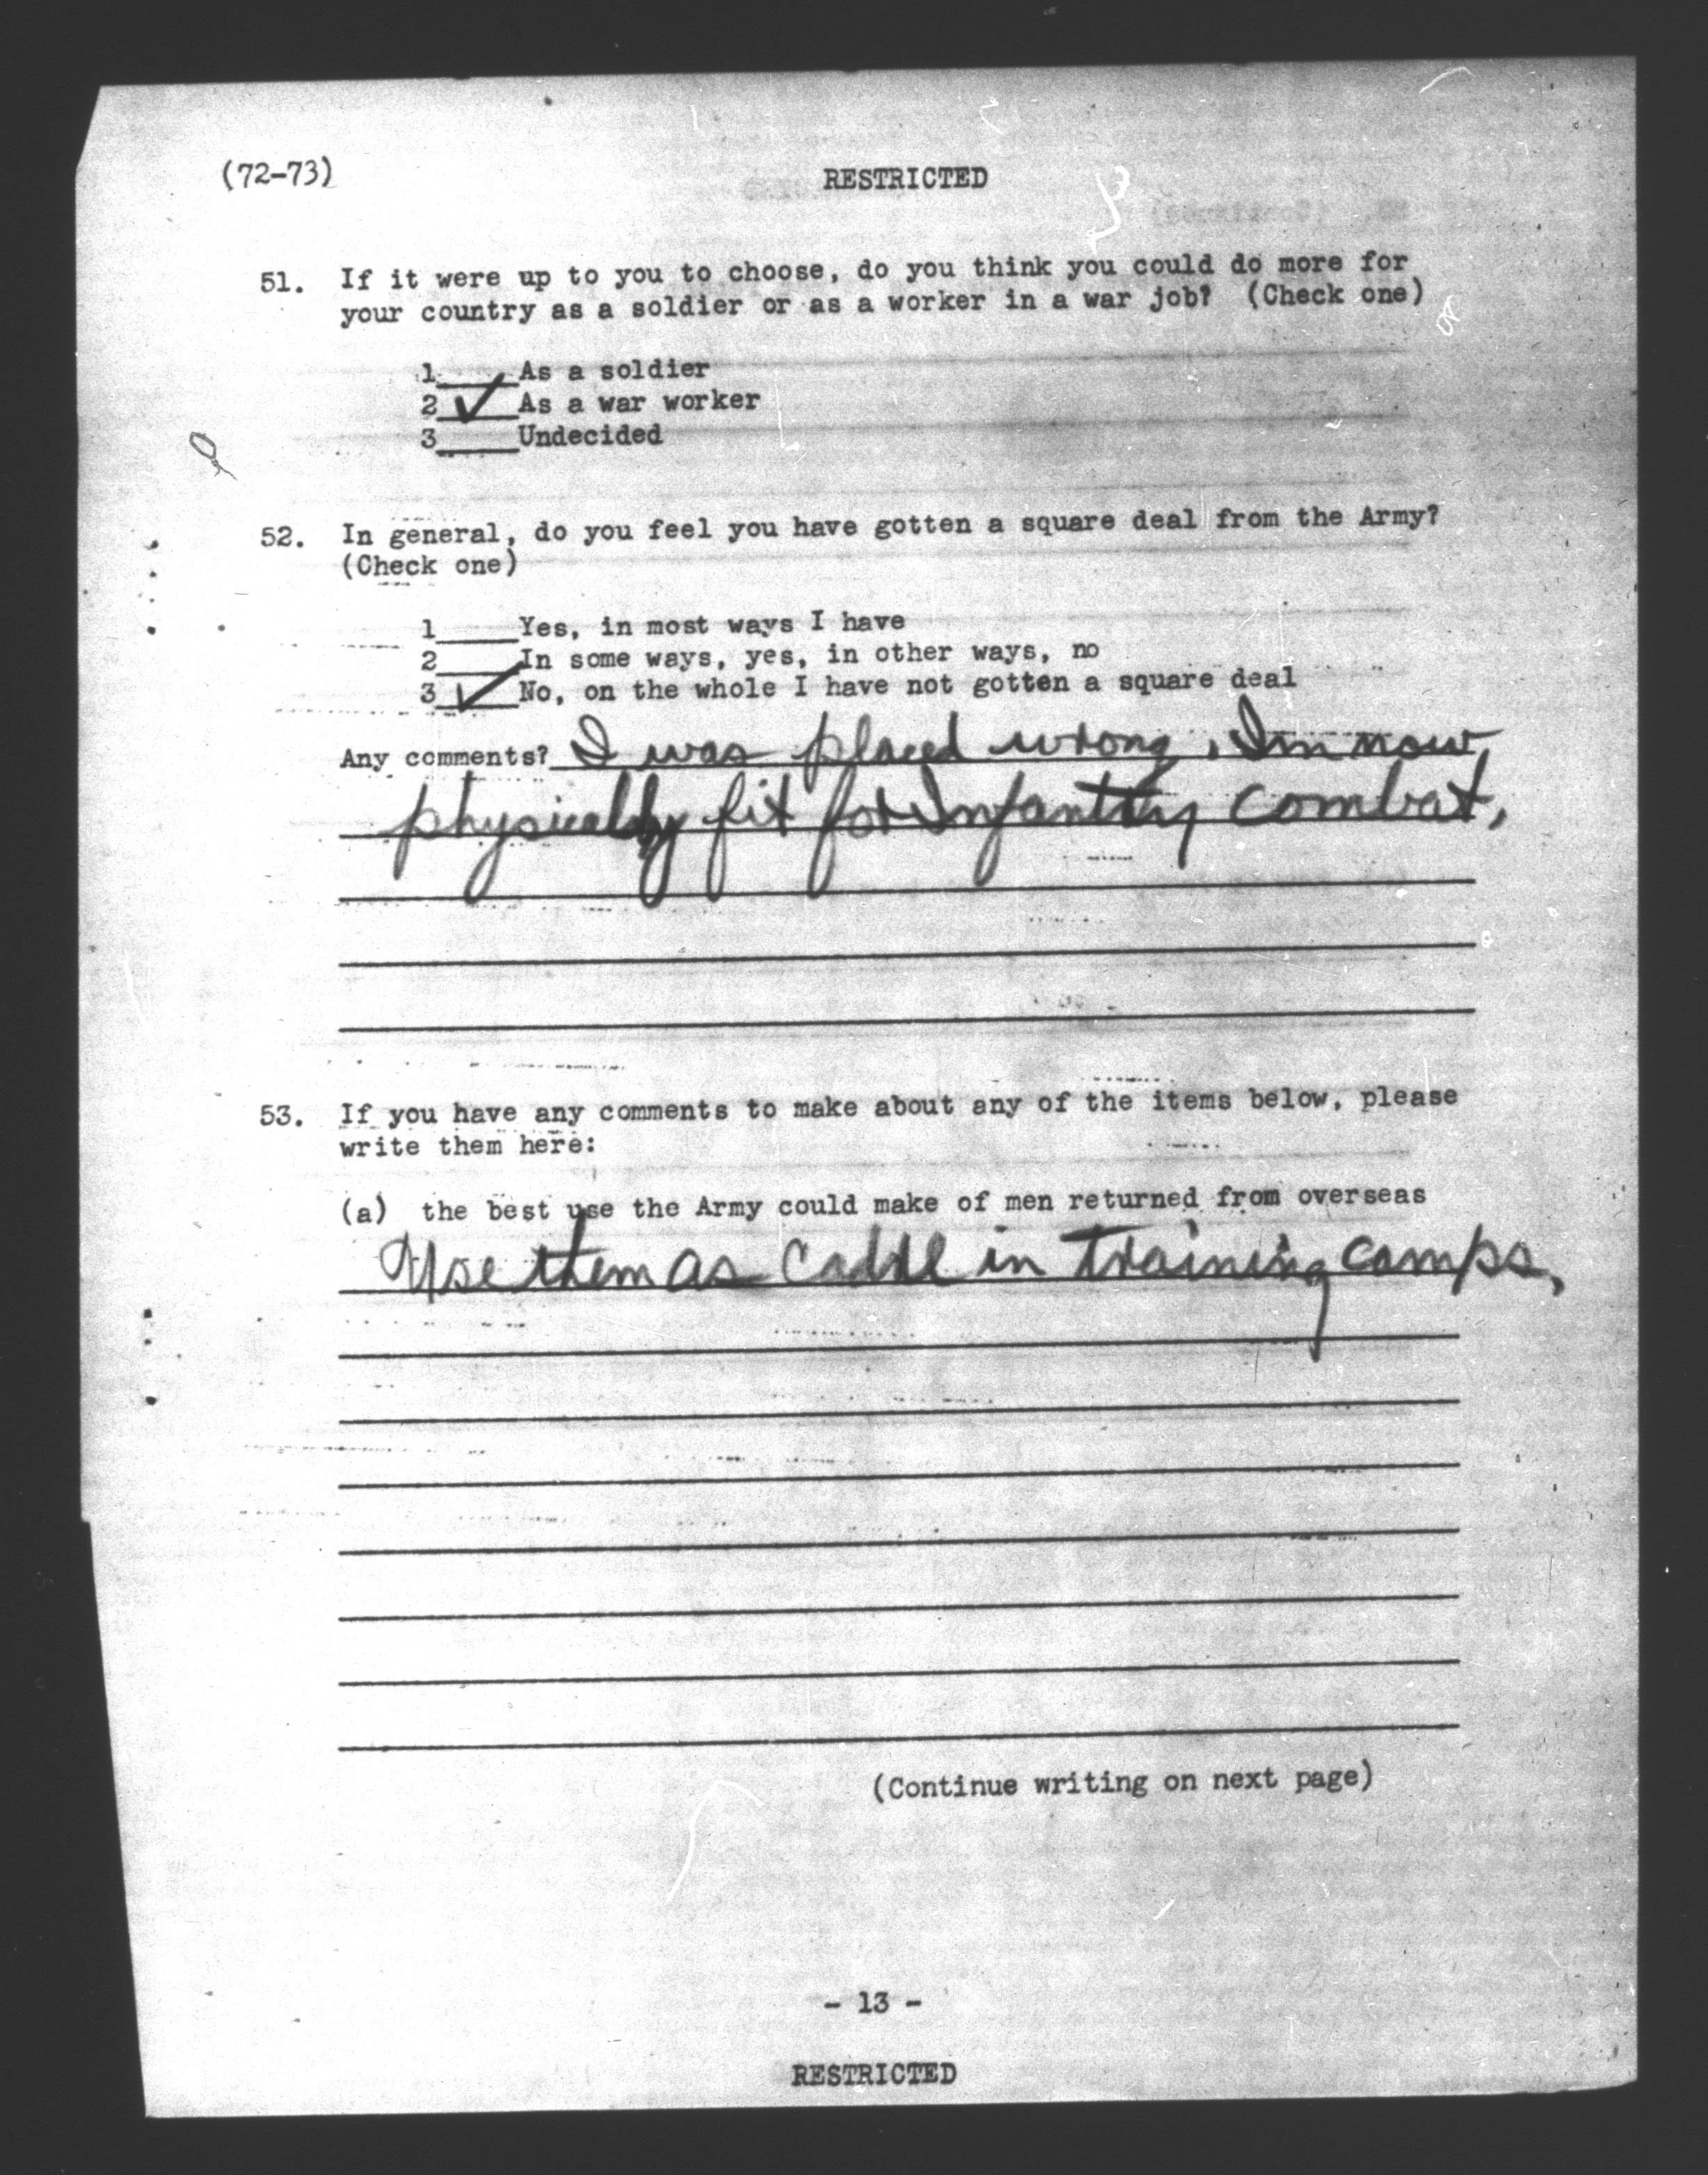 (72-73)
RESTRICTED
51. If it were up to you to choose, do you think you could do more for
your country as a soldier or as a worker in a war job? (Check one)
1____As a soldier
2_✓_As a war worker
3____Undecided
52. In general, do you feel you have gotten a square deal from the Army?
(Check one)
1____Yes, in most ways I have
2____In some ways, yes, in other ways, no
3_✓_No, on the whole I have not gotten a square deal
Any comments? I was placed wrong, Im now
physically fit for Infantry combat,
53. If you have any comments to make about any of the items below, please
write them here:
(a) the best use the Army could make of men returned from overseas
Use them as Cadre in training camps,
(Continue writing on next page)
- 13 -
RESTRICTED